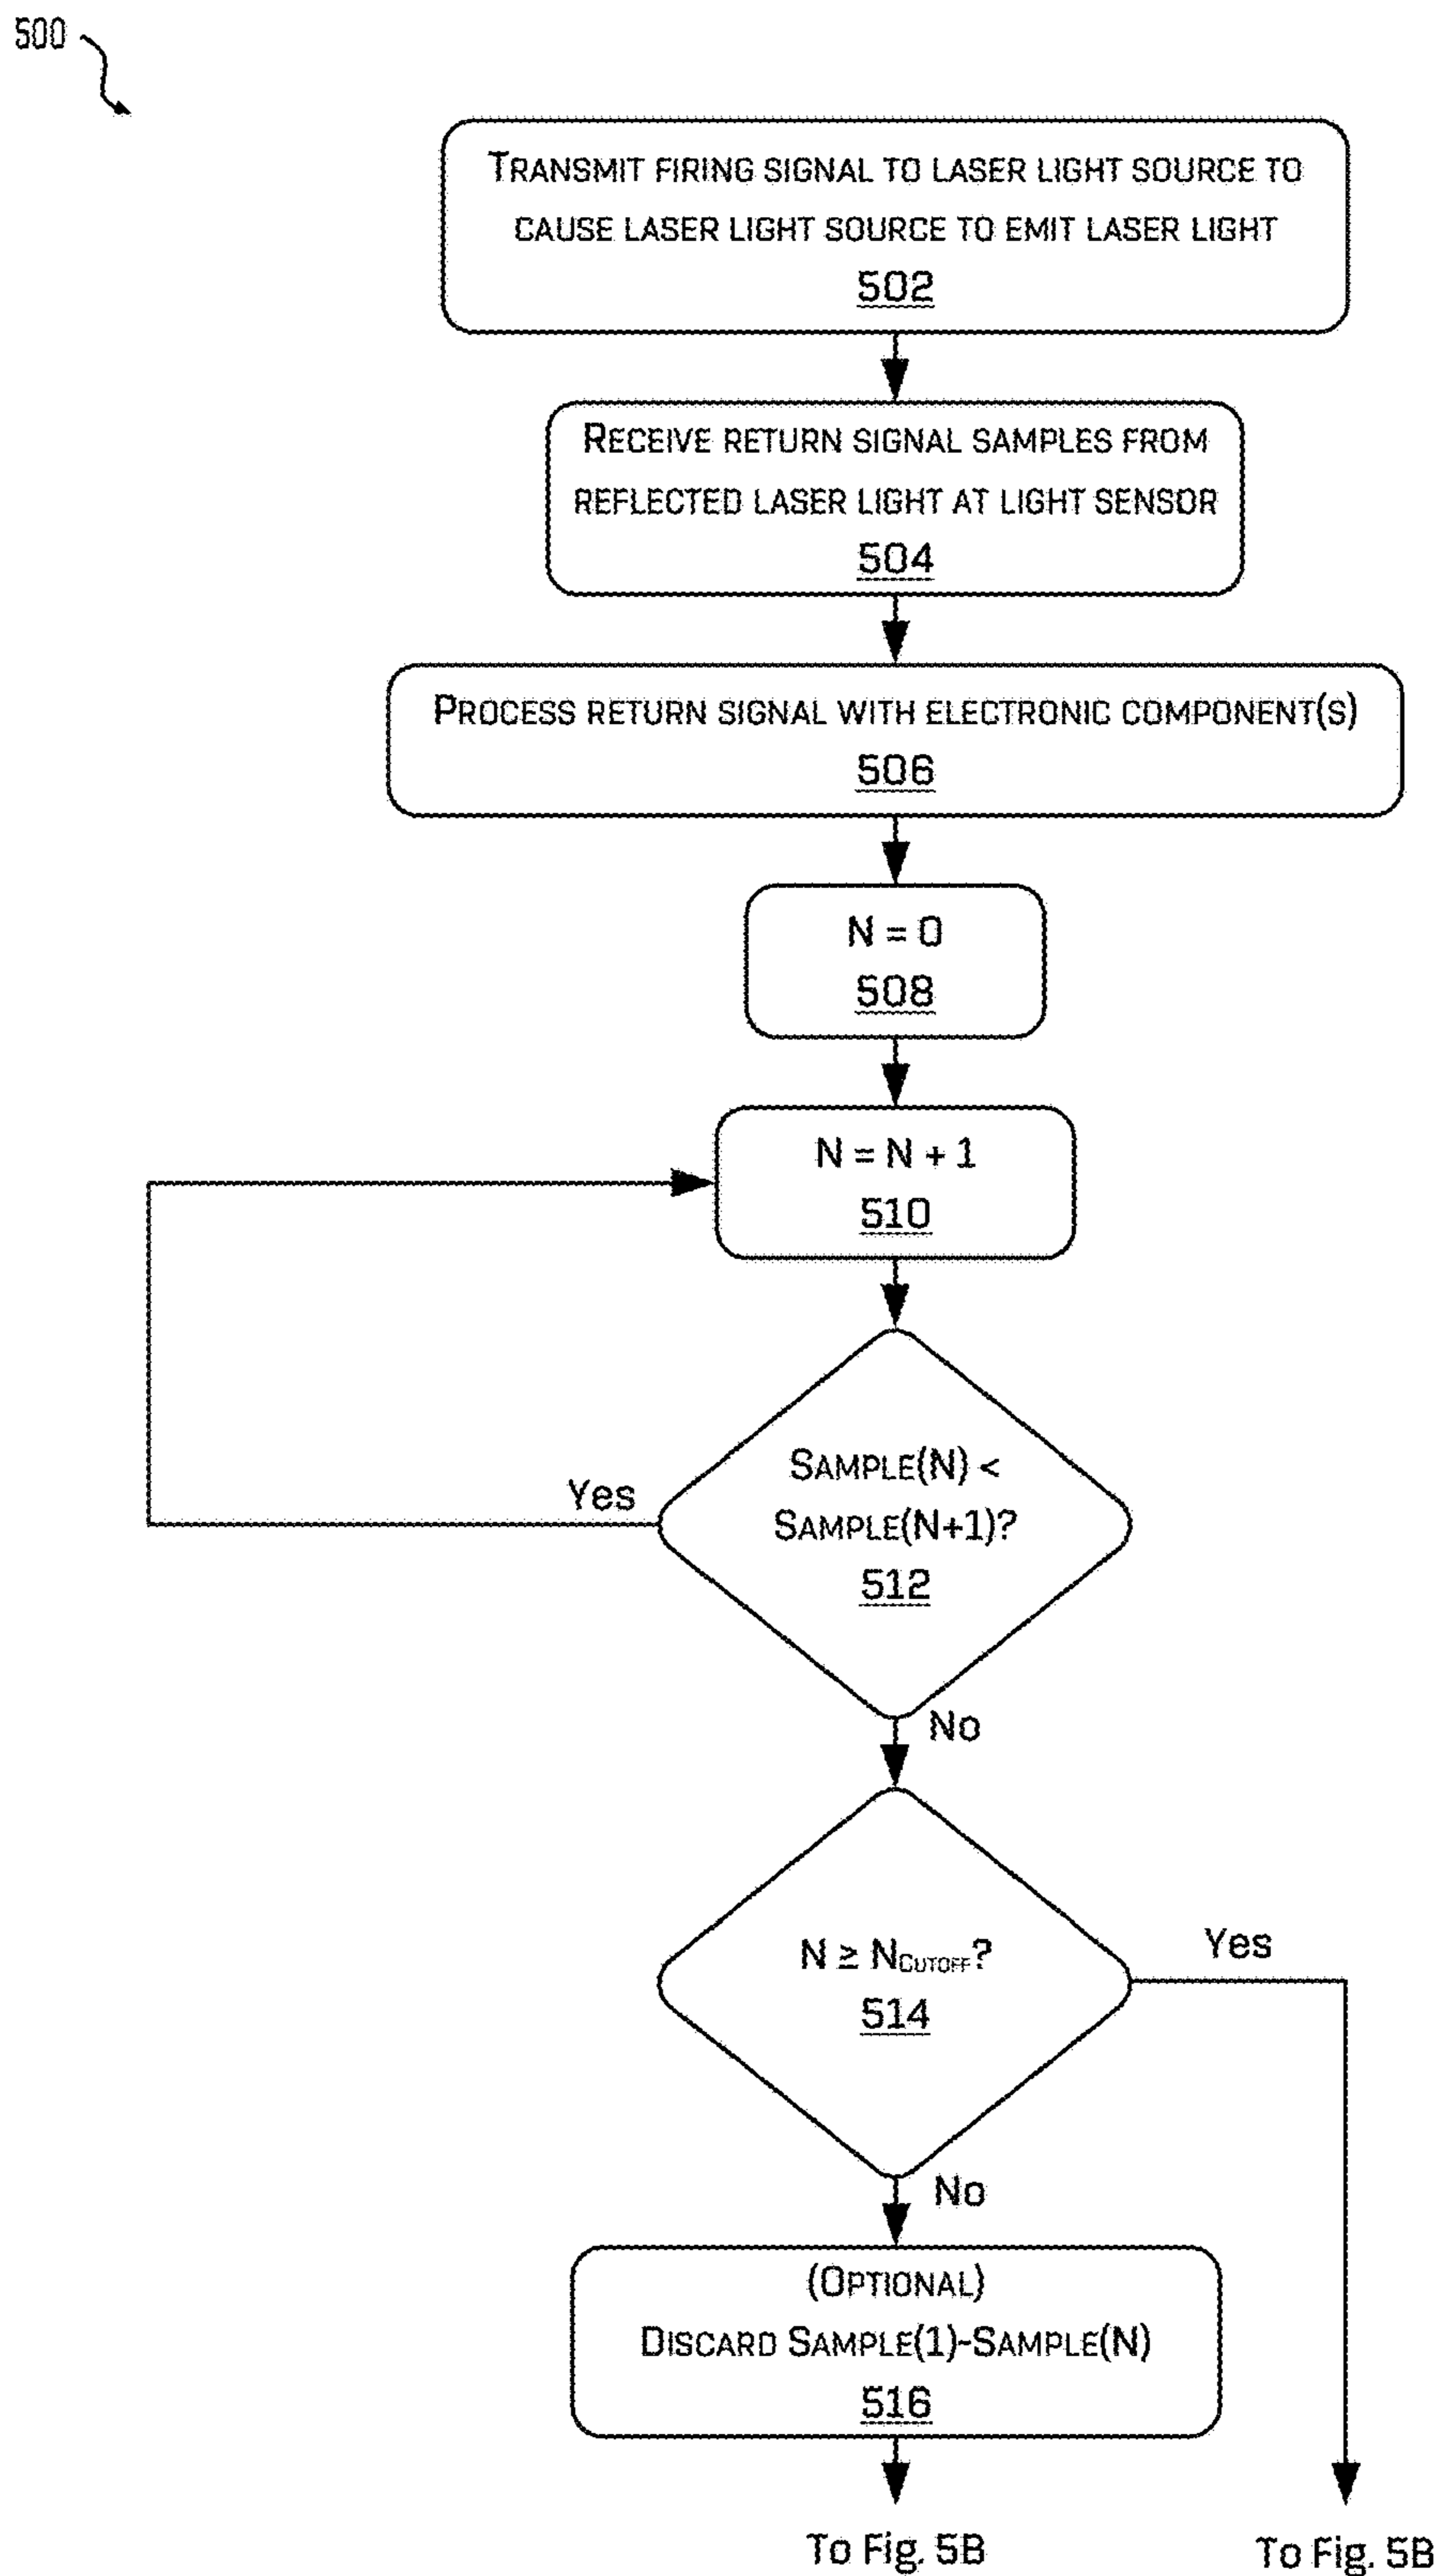 500
TRANSMIT FIRING SIGNAL TO LASER LIGHT SOURCE TO
CAUSE LASER LIGHT SOURCE TO EMIT LASER LIGHT
502
RECEIVE RETURN SIGNAL SAMPLES FROM
REFLECTED LASER LIGHT AT LIGHT SENSOR
504
PROCESS RETURN SIGNAL WITH ELECTRONIC COMPONENT(S)
506
N = 0
508
N = N + 1
510
SAMPLE(N) <
SAMPLE(N+1)?
512
Yes
No
N ≥ NCUTOFF?
514
Yes
No
(OPTIONAL)
DISCARD SAMPLE(1)-SAMPLE(N)
516
To Fig. 5B
To Fig. 5B